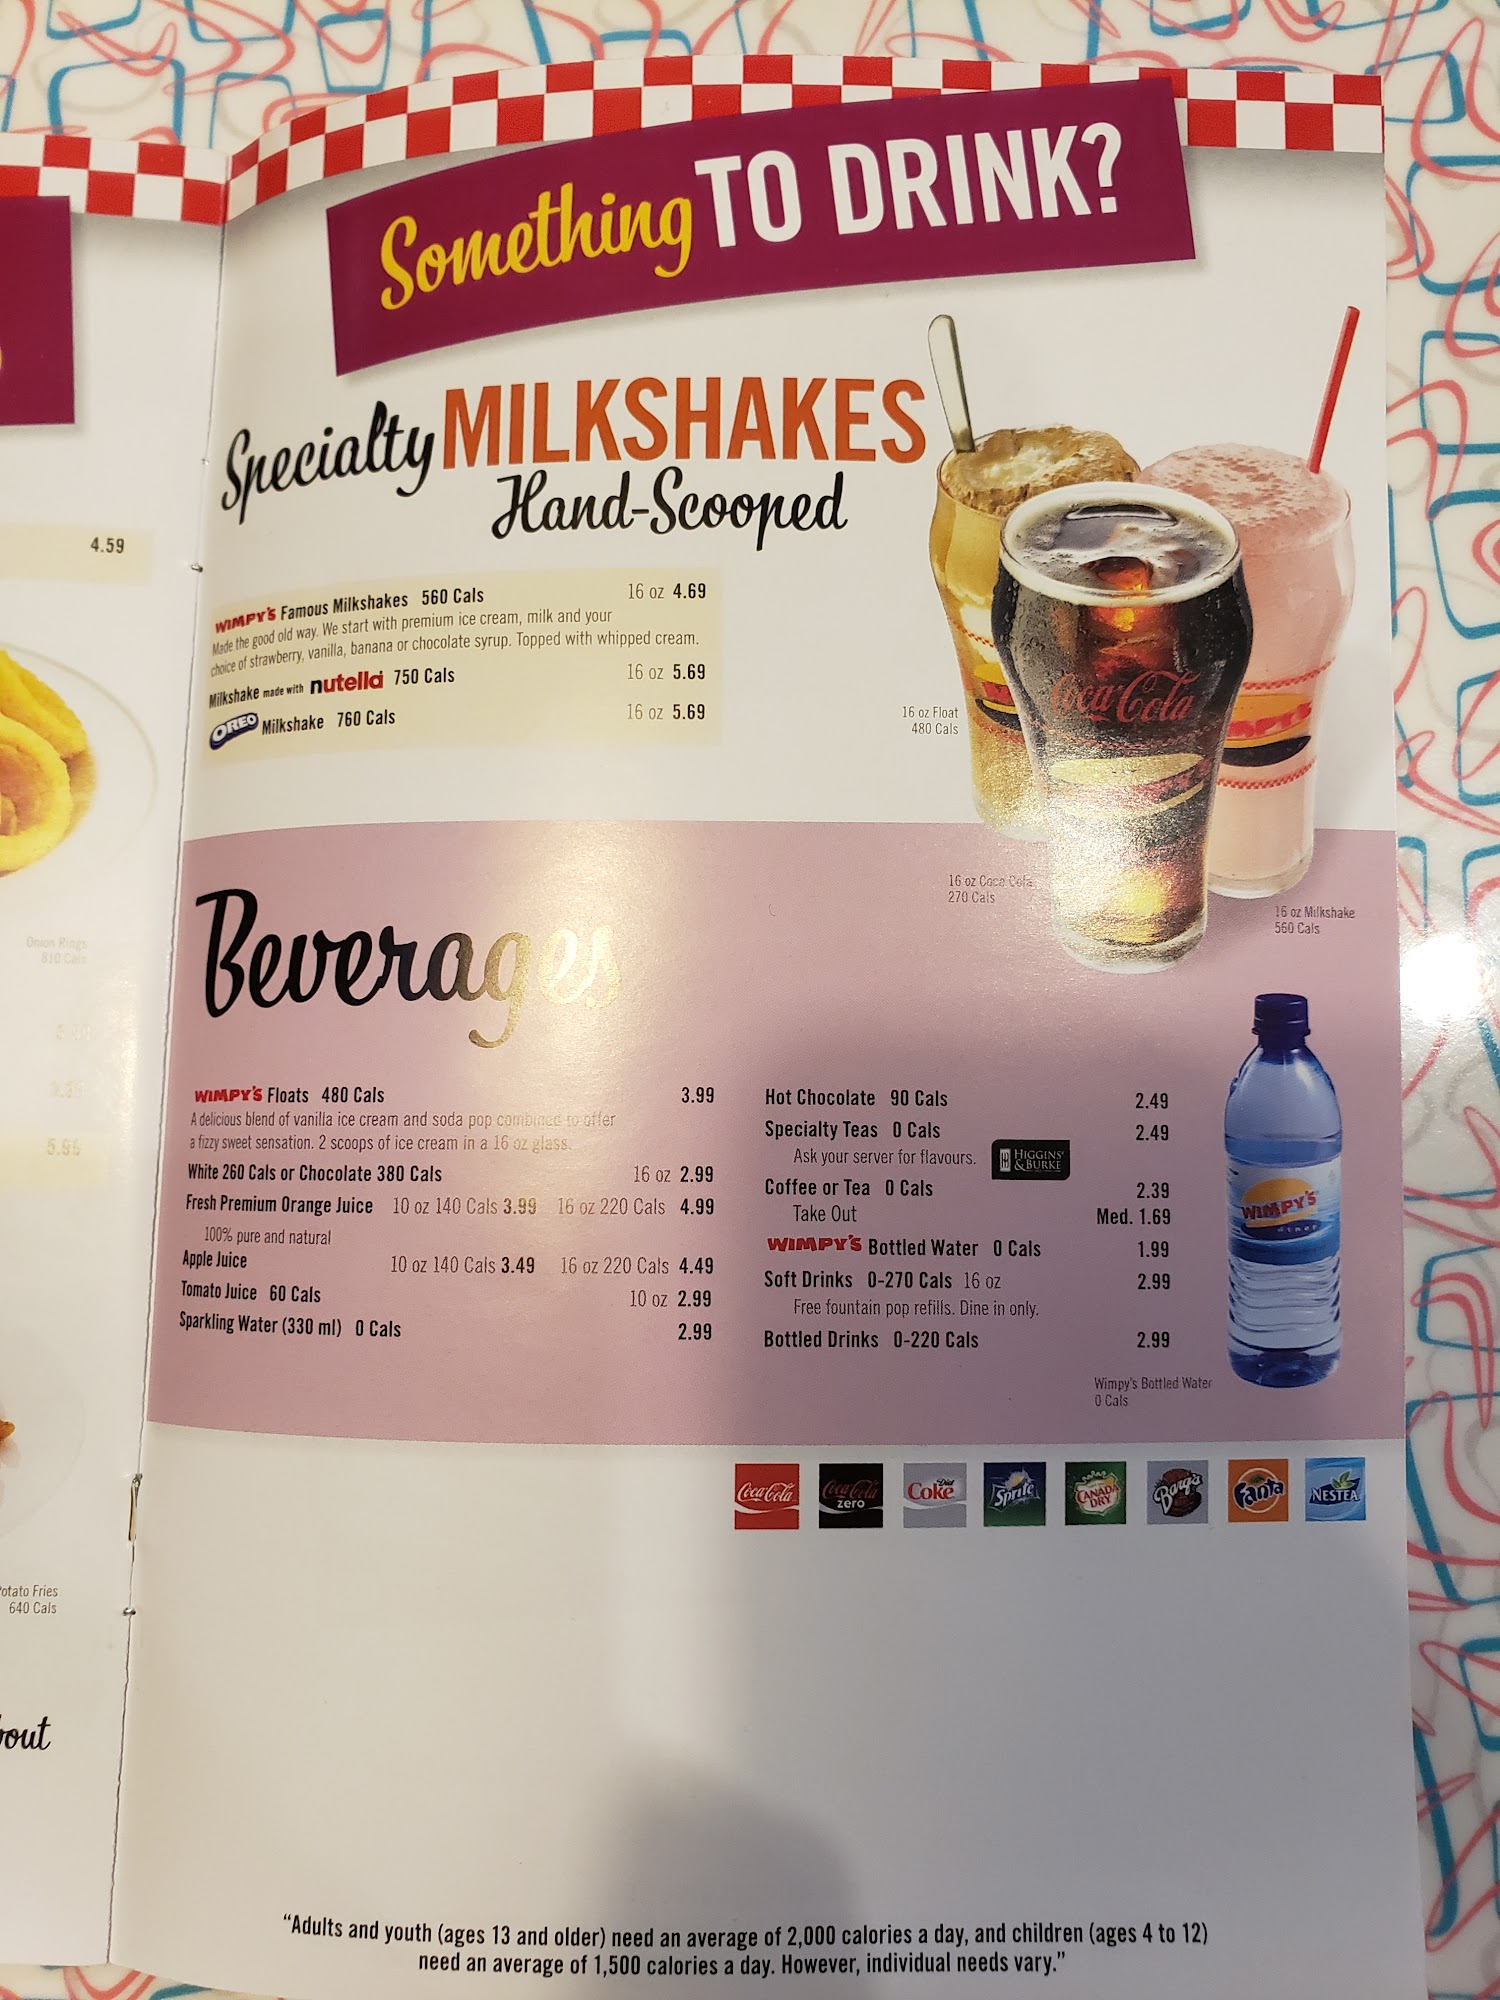 Something TO DRINK?
Specialty MILKSHAKES
Hand-Scooped
WIMPY'S Famous Milkshakes 560 Cals 16 oz 4.69
Made the good old way. We start with premium ice cream, milk and your
choice of strawberry, vanilla, banana or chocolate syrup. Topped with whipped cream.
Milkshake made with nutella 750 Cals 16 oz 5.69
OREO Milkshake 760 Cals 16 oz 5.69
16 oz Float
480 Cals
Coca-Cola
WIMPY'S
16 oz Coca Cola
270 Cals
16 oz Milkshake
560 Cals
Beverages
WIMPY'S Floats 480 Cals 3.99
A delicious blend of vanilla ice cream and soda pop combined to offer
a fizzy sweet sensation. 2 scoops of ice cream in a 16 oz glass.
White 260 Cals or Chocolate 380 Cals 16 oz 2.99
Fresh Premium Orange Juice 10 oz 140 Cals 3.99 16 oz 220 Cals 4.99
100% pure and natural
Apple Juice 10 oz 140 Cals 3.49 16 oz 220 Cals 4.49
Tomato Juice 60 Cals 10 oz 2.99
Sparkling Water (330 ml) 0 Cals 2.99
Hot Chocolate 90 Cals 2.49
Specialty Teas 0 Cals 2.49
Ask your server for flavours. HIGGINS & BURKE
Coffee or Tea 0 Cals 2.39
Take Out Med. 1.69
WIMPY'S Bottled Water 0 Cals 1.99
Soft Drinks 0-270 Cals 16 oz 2.99
Free fountain pop refills. Dine in only.
Bottled Drinks 0-220 Cals 2.99
WIMPY'S
diner
Wimpy's Bottled Water
0 Cals
Coca-Cola Coca-Cola zero Diet Coke Sprite CANADA DRY Barq's Fanta NESTEA
"Adults and youth (ages 13 and older) need an average of 2,000 calories a day, and children (ages 4 to 12)
need an average of 1,500 calories a day. However, individual needs vary."
4.59
Onion Rings
810 Cals
5.95
otato Fries
640 Cals
bout